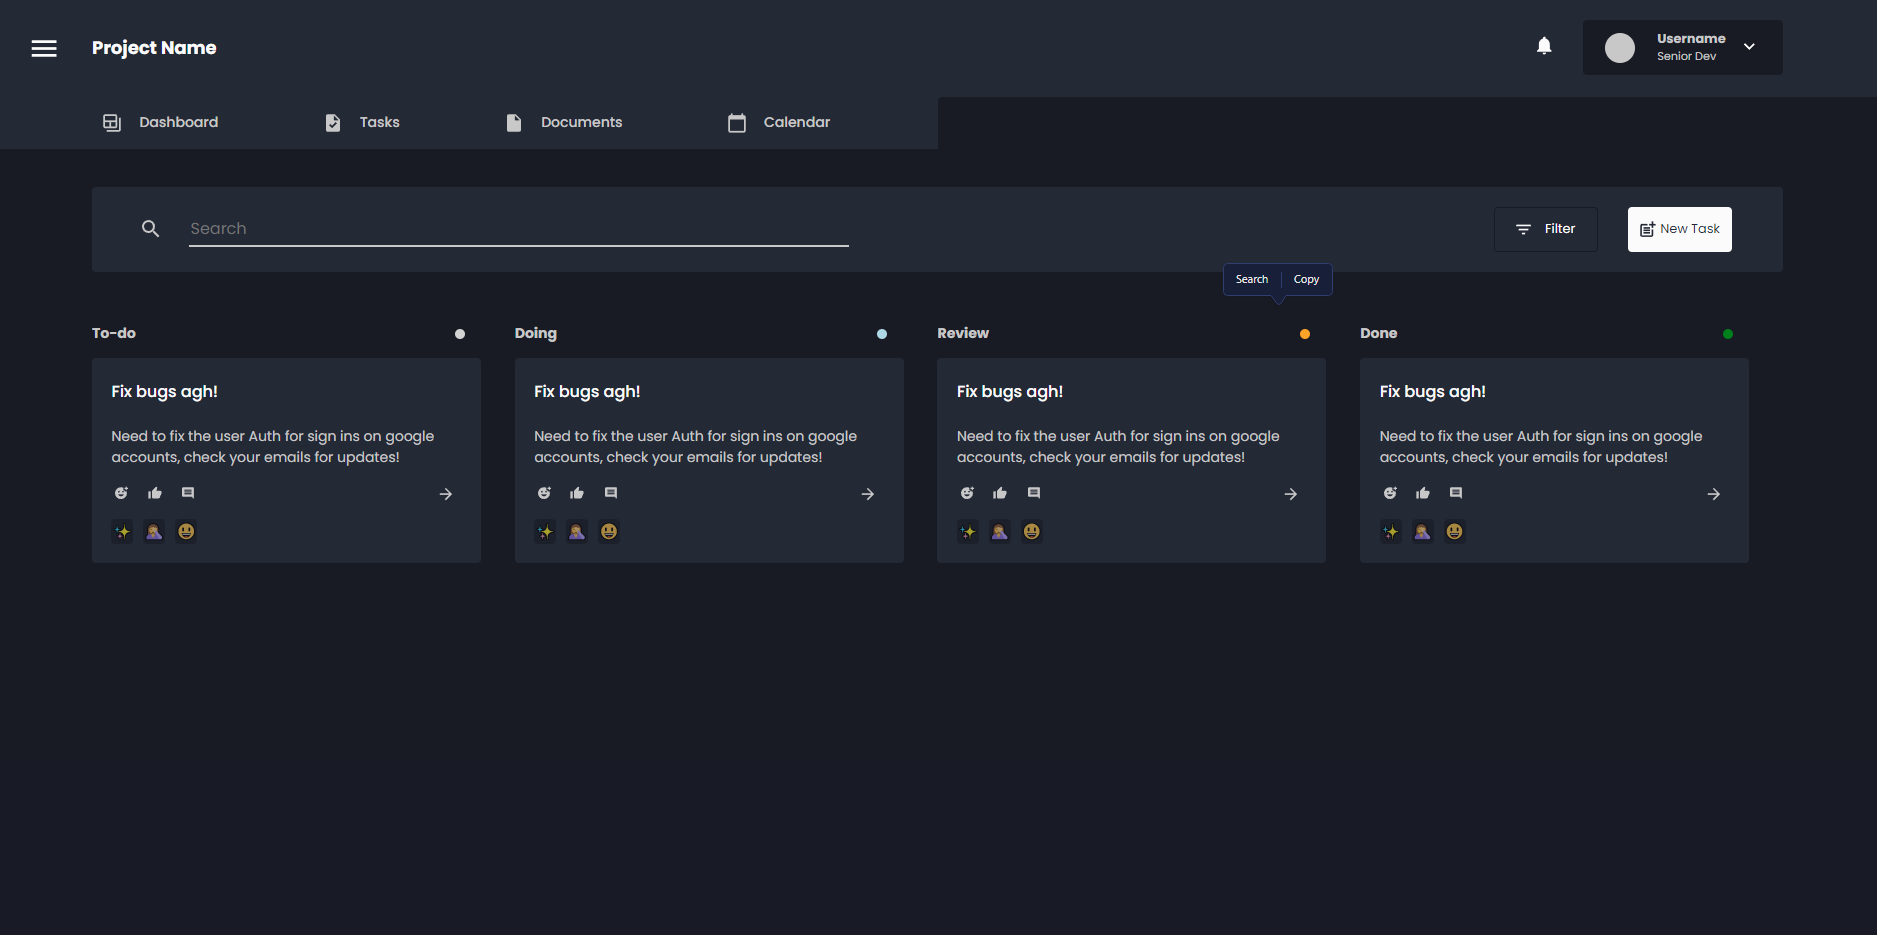 Project Name
Username
Senior Dev
Dashboard
Tasks
Documents
Calendar
Search
Filter
New Task
Search
Copy
To-do
Doing
Review
Done
Fix bugs agh!
Need to fix the user Auth for sign ins on google
accounts, check your emails for updates!
Fix bugs agh!
Need to fix the user Auth for sign ins on google
accounts, check your emails for updates!
Fix bugs agh!
Need to fix the user Auth for sign ins on google
accounts, check your emails for updates!
Fix bugs agh!
Need to fix the user Auth for sign ins on google
accounts, check your emails for updates!